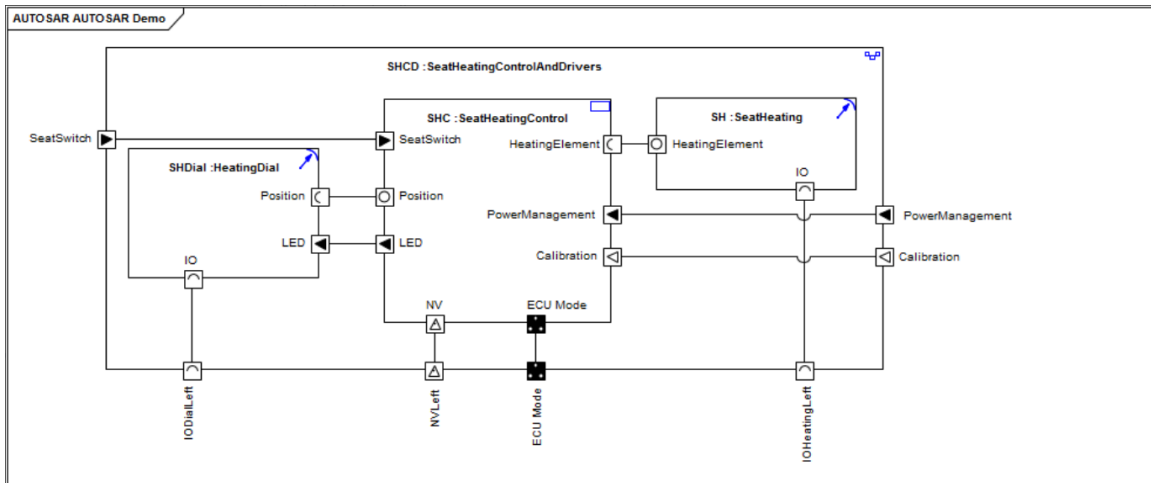 AUTOSAR AUTOSAR Demo
SHCD :SeatHeatingControlAndDrivers
SHC :SeatHeatingControl
SH :SeatHeating
SeatSwitch
SeatSwitch
HeatingElement
HeatingElement
SHDial :HeatingDial
IO
Position
Position
PowerManagement
PowerManagement
LED
LED
Calibration
Calibration
IO
NV
ECU Mode
IODialLeft
NVLeft
ECU Mode
IOHeatingLeft